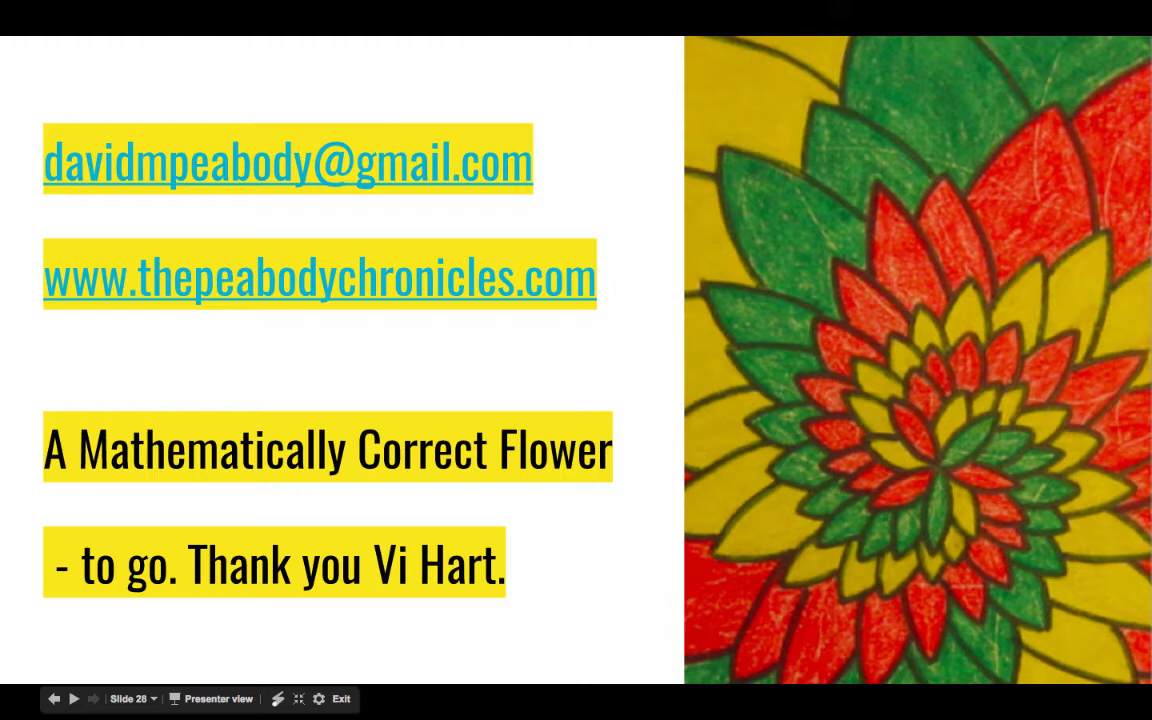 davidmpeabody@gmail.com
www.thepeabodychronicles.com
A Mathematically Correct Flower
- to go. Thank you Vi Hart.
Slide 28 Presenter view Exit